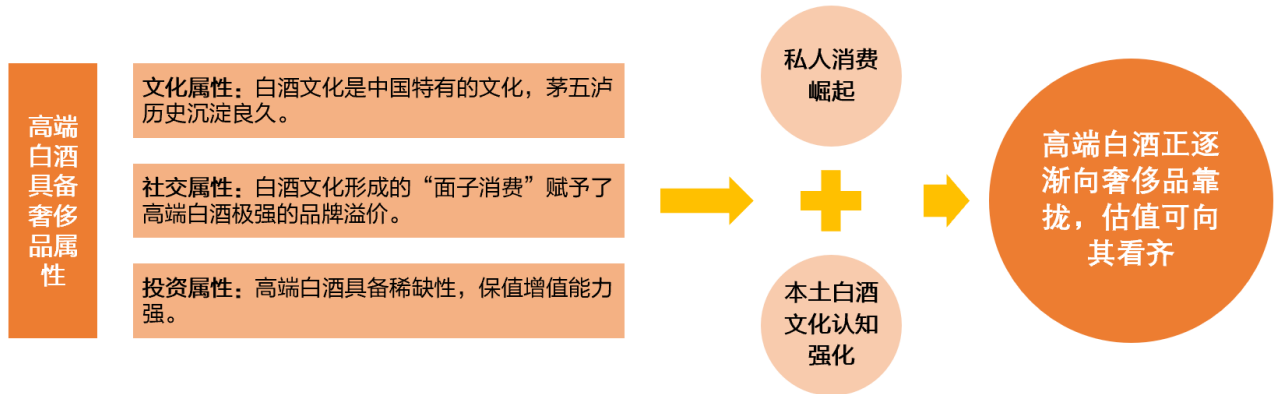 高端
白酒
具备
奢侈
品属
性
文化属性：白酒文化是中国特有的文化，茅五泸
历史沉淀良久。
社交属性：白酒文化形成的“面子消费”赋予了
高端白酒极强的品牌溢价。
投资属性：高端白酒具备稀缺性，保值增值能力
强。
私人消费
崛起
本土白酒
文化认知
强化
高端白酒正逐
渐向奢侈品靠
拢，估值可向
其看齐